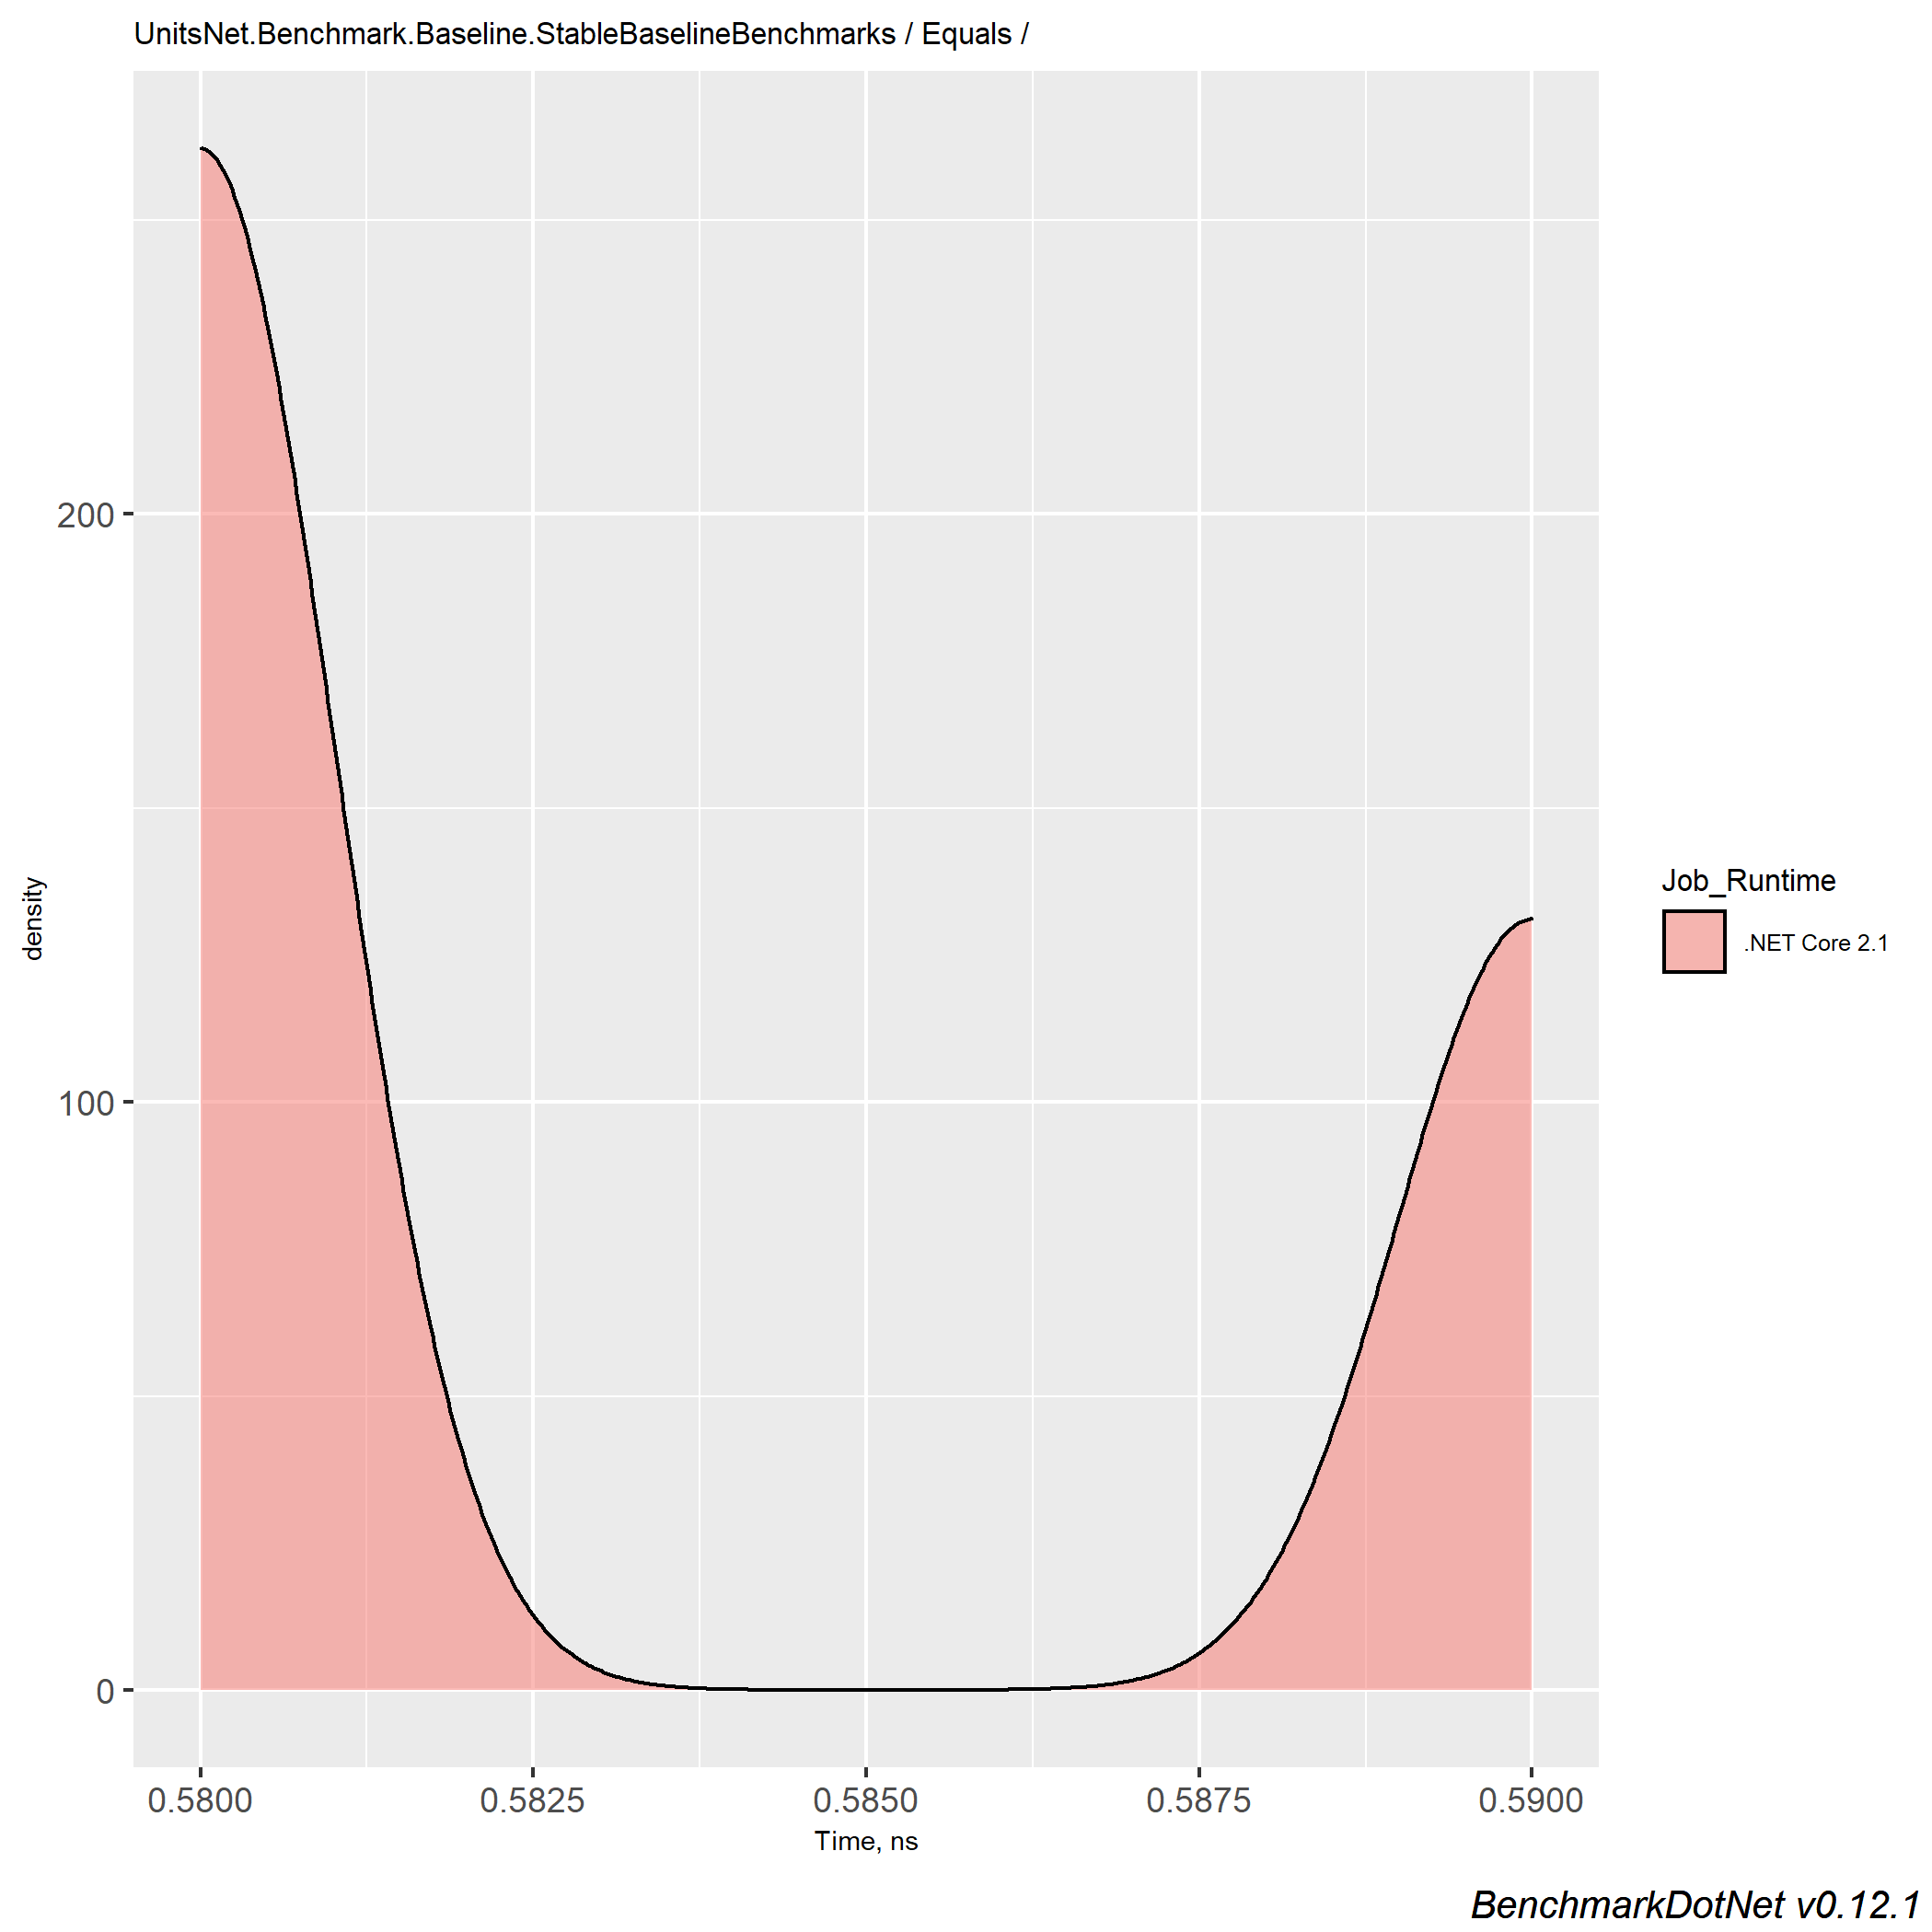 UnitsNet.Benchmark.Baseline.StableBaselineBenchmarks / Equals /
density
200
100
0
0.5800 0.5825 0.5850 0.5875 0.5900
Time, ns
Job_Runtime
.NET Core 2.1
BenchmarkDotNet v0.12.1